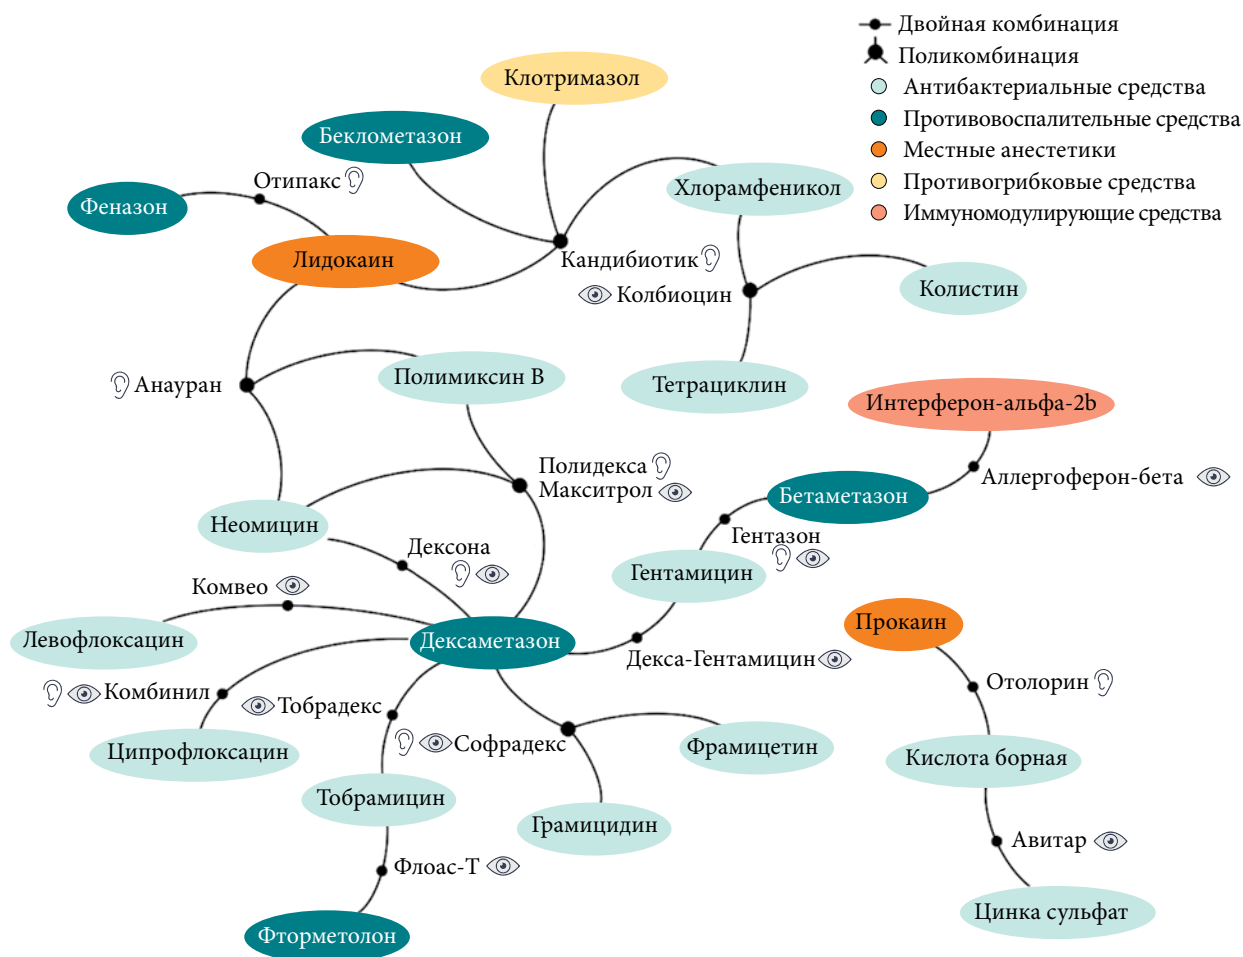 Двойная комбинация
Поликомбинация
Антибактериальные средства
Противовоспалительные средства
Местные анестетики
Противогрибковые средства
Иммуномодулирующие средства
Клотримазол
Беклометазон
Отипакс
Феназон
Хлорамфеникол
Лидокаин
Кандибиотик
Колбиоцин
Колистин
Анауран
Полимиксин В
Тетрациклин
Интерферон-альфа-2b
Полидекса
Макситрол
Аллергоферон-бета
Бетаметазон
Неомицин
Гентазон
Дексона
Гентамицин
Комвео
Левофлоксацин
Дексаметазон
Прокаин
Декса-Гентамицин
Отолорин
Комбинил
Тобрадекс
Софрадекс
Ципрофлоксацин
Фрамицетин
Кислота борная
Тобрамицин
Грамицидин
Авитар
Флоас-Т
Цинка сульфат
Фторметолон